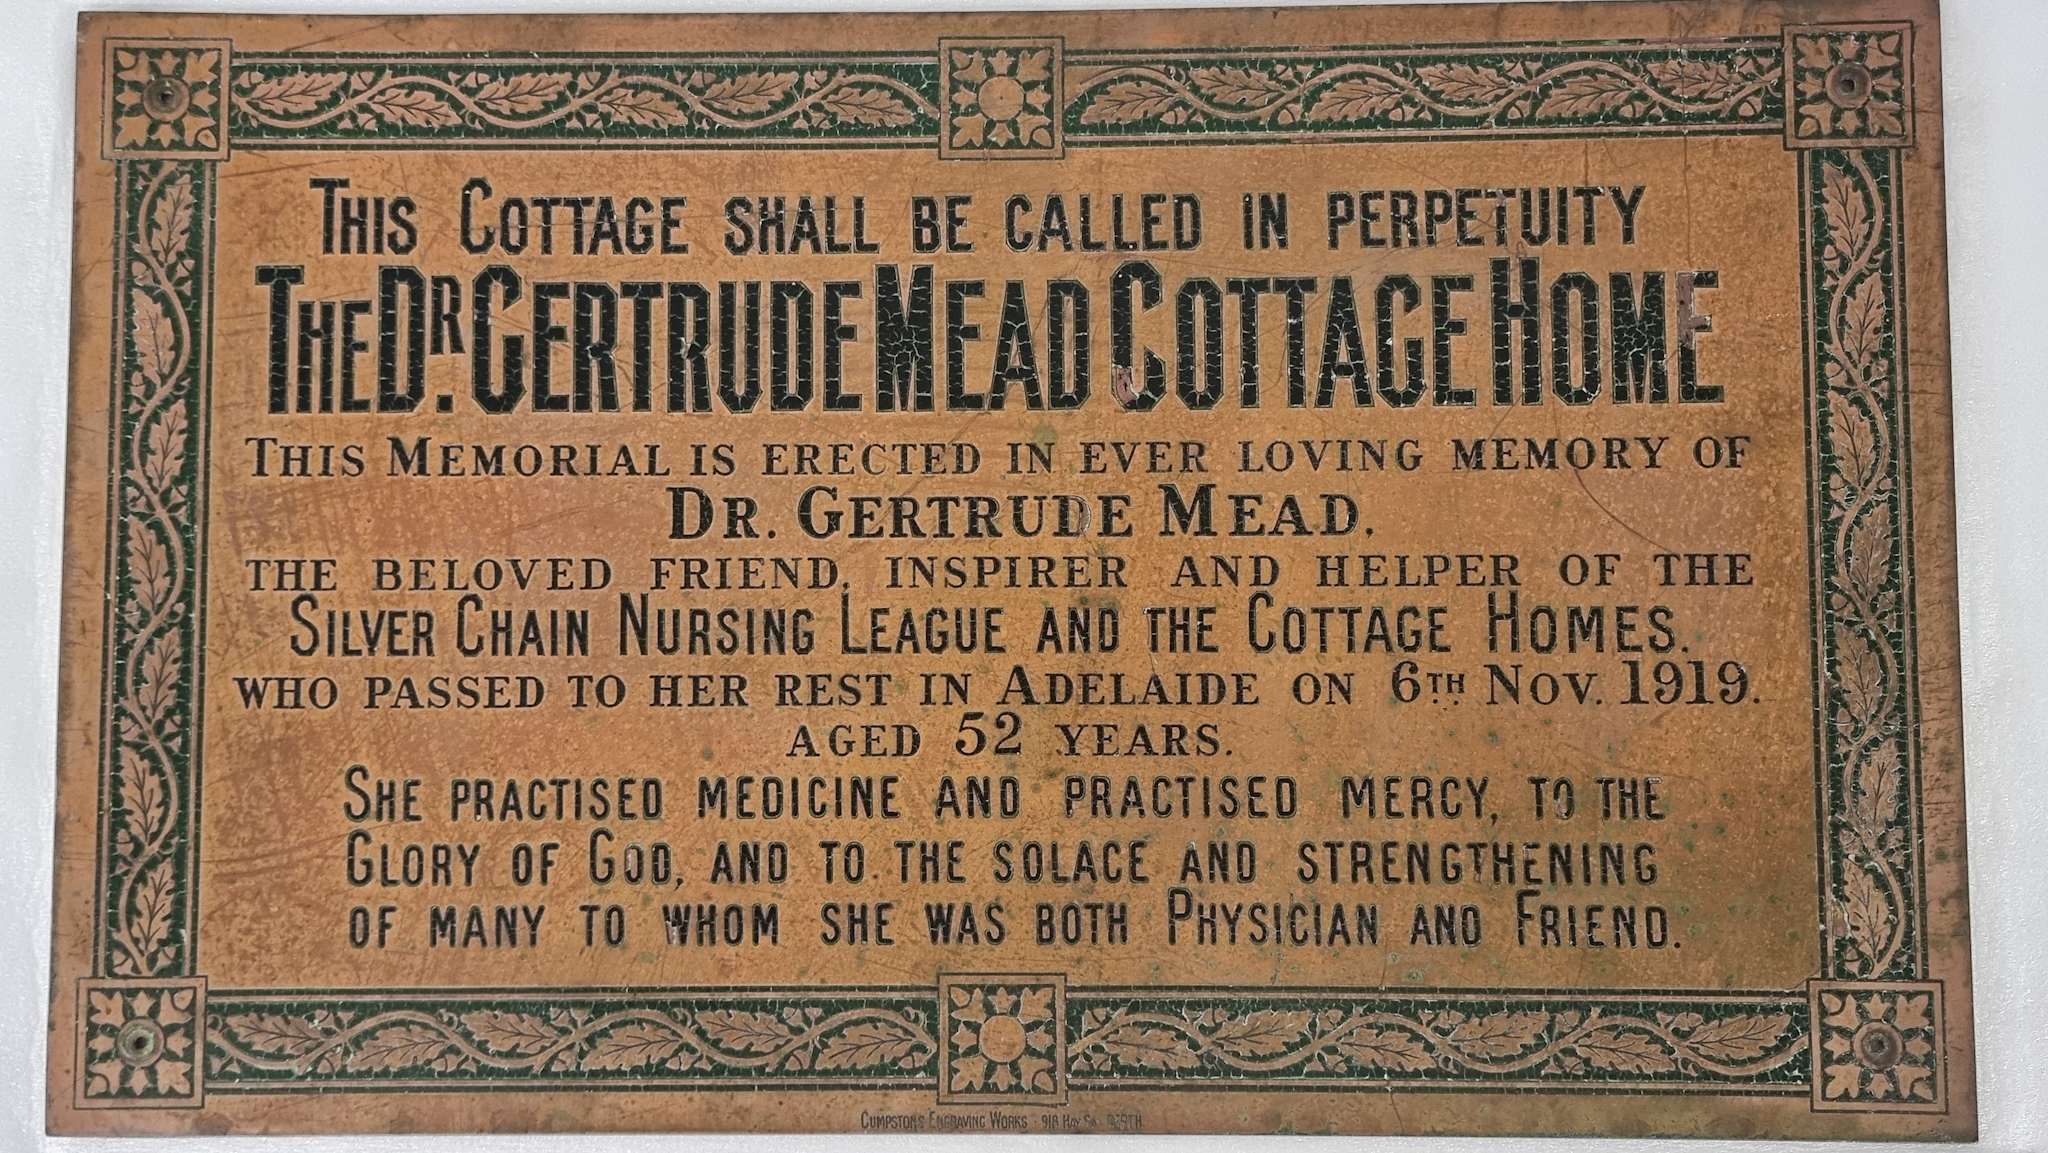 This Cottage shall be called in perpetuity
The Dr. Gertrude Mead Cottage Home
This Memorial is erected in ever loving memory of
Dr. Gertrude Mead.
the beloved friend, inspirer and helper of the
Silver Chain Nursing League and the Cottage Homes.
who passed to her rest in Adelaide on 6th Nov. 1919.
aged 52 years.
She practised medicine and practised mercy, to the
Glory of God, and to the solace and strengthening
of many to whom she was both Physician and Friend.
Cumpstons Engraving Works · 918 Hay St. Perth